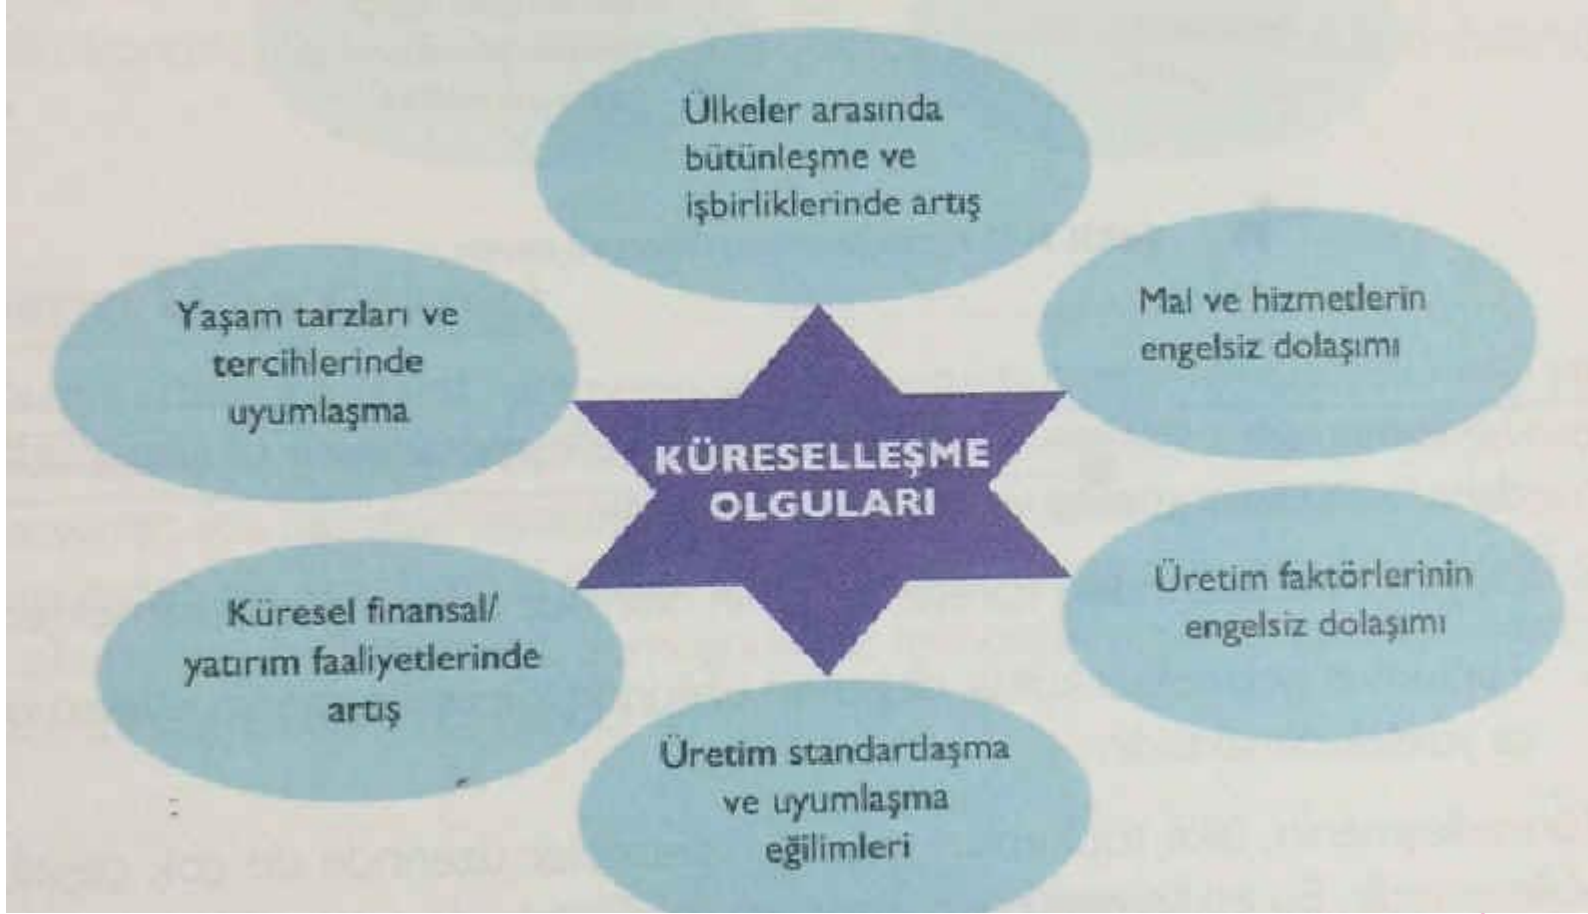 Ülkeler arasında
bütünleşme ve
işbirliklerinde artış
Mal ve hizmetlerin
engelsiz dolaşımı
Yaşam tarzları ve
tercihlerinde
uyumlaşma
KÜRESELLEŞME
OLGULARI
Üretim faktörlerinin
engelsiz dolaşımı
Küresel finansal/
yatırım faaliyetlerinde
artış
Üretim standartlaşma
ve uyumlaşma
eğilimleri